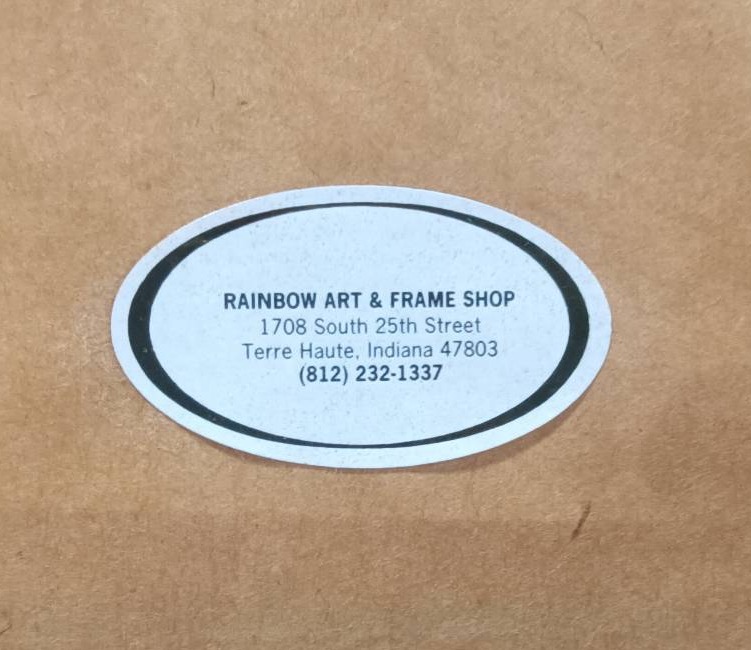 RAINBOW ART & FRAME SHOP
1708 South 25th Street
Terre Haute, Indiana 47803
(812) 232-1337